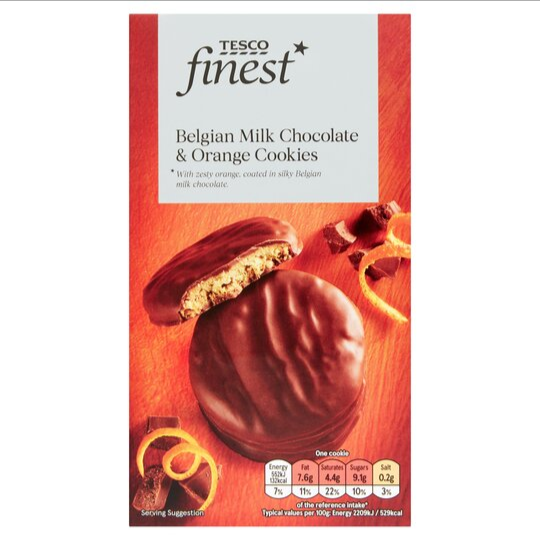 TESCO
finest*
Belgian Milk Chocolate
& Orange Cookies
* With zesty orange, coated in silky Belgian
milk chocolate.
One cookie
Energy Fat Saturates Sugars Salt
552kJ
132kcal 7.6g 4.4g 9.1g 0.2g
7% 11% 22% 10% 3%
of the reference intake*
Typical values per 100g: Energy 2209kJ / 529kcal
Serving Suggestion